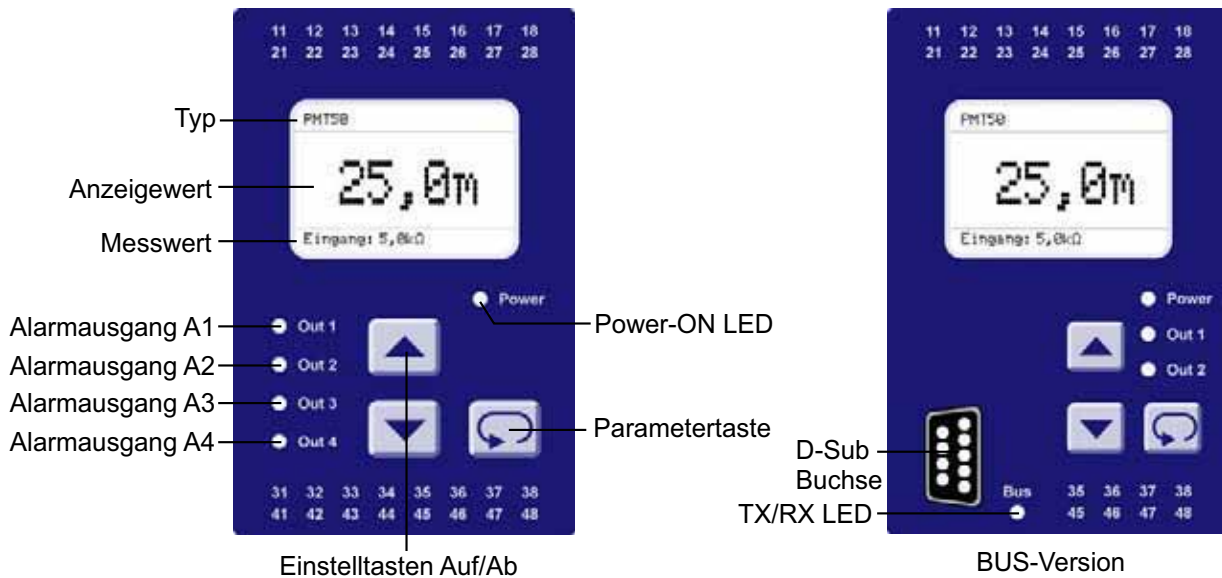 11 12 13 14 15 16 17 18
21 22 23 24 25 26 27 28
Typ
PMT50
Anzeigewert
25,0m
Messwert
Eingang: 5,0kΩ
Power
Power-ON LED
Alarmausgang A1
Out 1
Alarmausgang A2
Out 2
Alarmausgang A3
Out 3
Alarmausgang A4
Out 4
Parametertaste
31 32 33 34 35 36 37 38
41 42 43 44 45 46 47 48
Einstelltasten Auf/Ab
11 12 13 14 15 16 17 18
21 22 23 24 25 26 27 28
PMT50
25,0m
Eingang: 5,0kΩ
Power
Out 1
Out 2
D-Sub
Buchse
TX/RX LED
Bus
35 36 37 38
45 46 47 48
BUS-Version